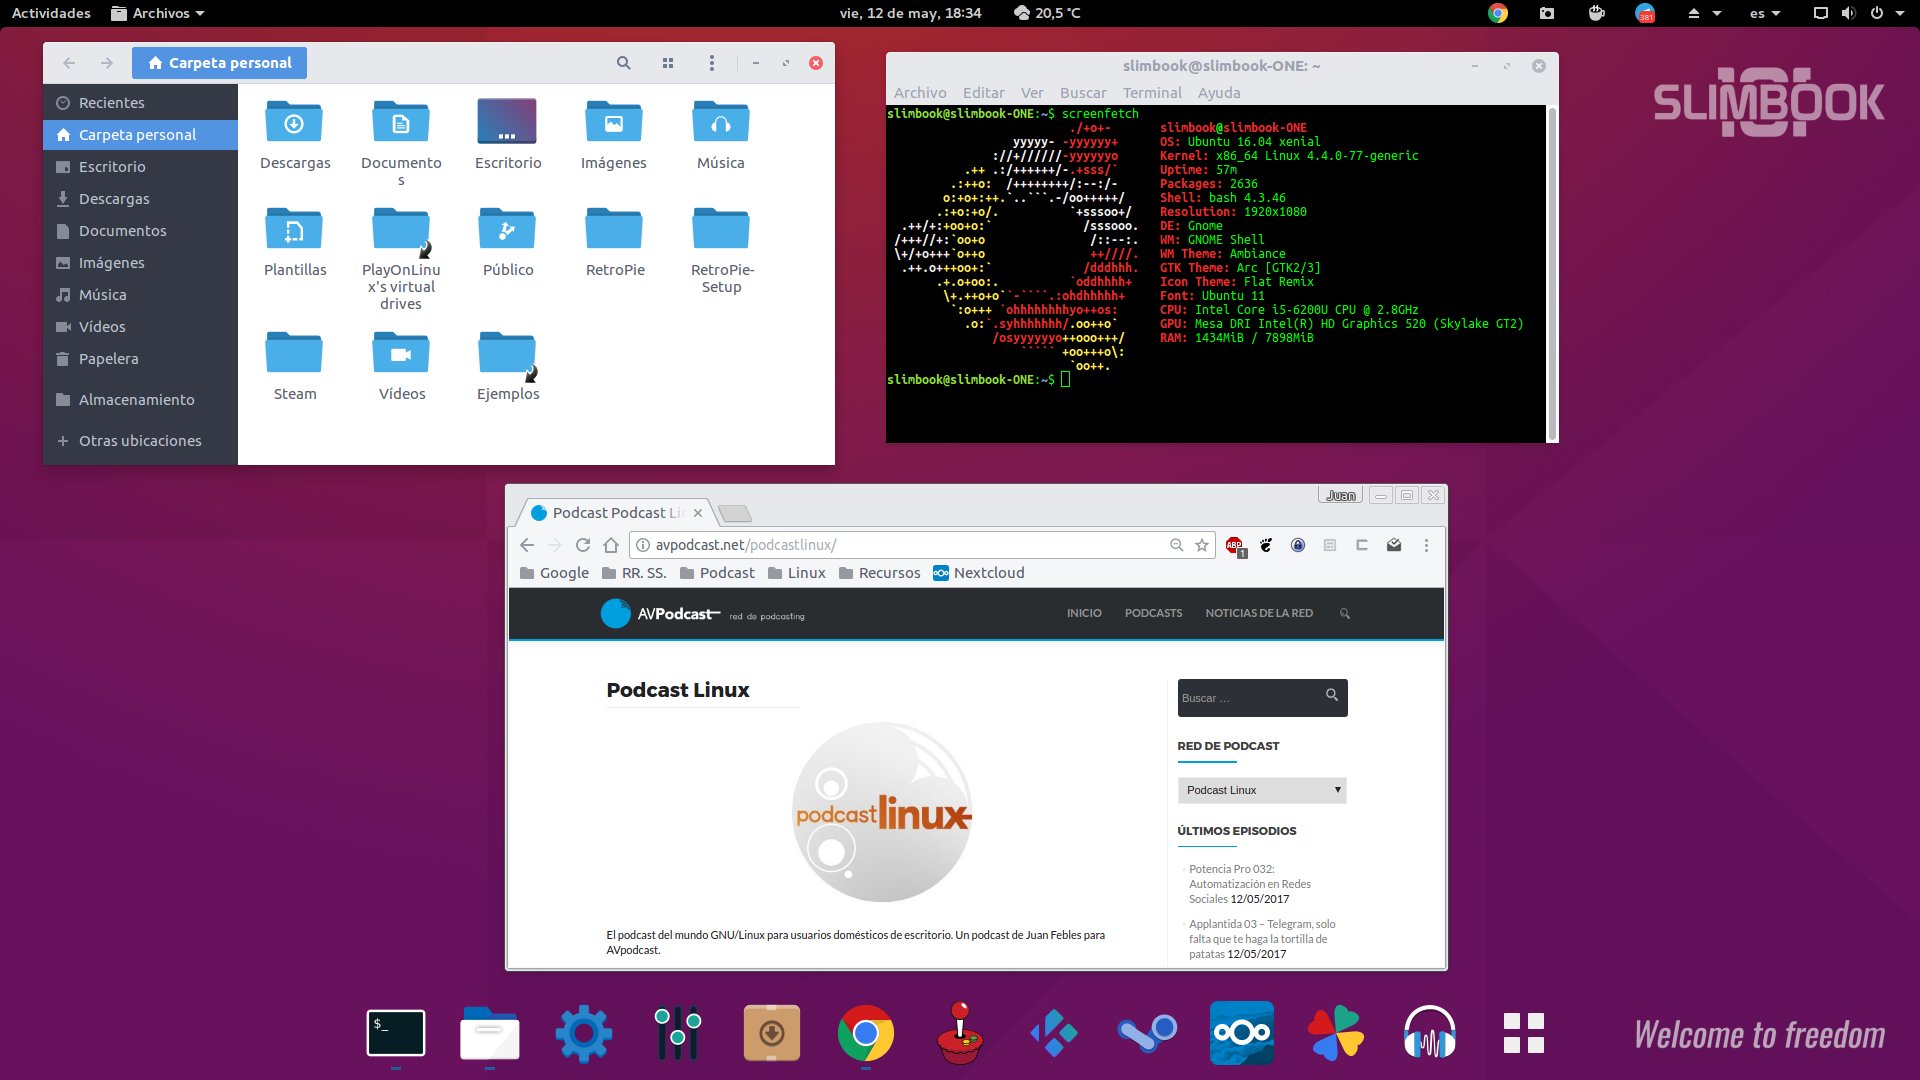 Actividades
Archivos
vie, 12 de may, 18:34
20,5 °C
381
es
Carpeta personal
Recientes
Carpeta personal
Escritorio
Descargas
Documentos
Imágenes
Música
Vídeos
Papelera
Almacenamiento
Otras ubicaciones
Descargas
Documento
s
Escritorio
Imágenes
Música
Plantillas
PlayOnLinu
x's virtual
drives
Público
RetroPie
RetroPie-
Setup
Steam
Vídeos
Ejemplos
slimbook@slimbook-ONE: ~
Archivo Editar Ver Buscar Terminal Ayuda
slimbook@slimbook-ONE:~$ screenfetch
slimbook@slimbook-ONE
OS: Ubuntu 16.04 xenial
Kernel: x86_64 Linux 4.4.0-77-generic
Uptime: 57m
Packages: 2636
Shell: bash 4.3.46
Resolution: 1920x1080
DE: Gnome
WM: GNOME Shell
WM Theme: Ambiance
GTK Theme: Arc [GTK2/3]
Icon Theme: Flat Remix
Font: Ubuntu 11
CPU: Intel Core i5-6200U CPU @ 2.8GHz
GPU: Mesa DRI Intel(R) HD Graphics 520 (Skylake GT2)
RAM: 1434MiB / 7898MiB
slimbook@slimbook-ONE:~$
SLIMBOOK
Juan
Podcast Podcast Li
avpodcast.net/podcastlinux/
ABP
1
Google RR. SS. Podcast Linux Recursos Nextcloud
AVPodcast red de podcasting
INICIO PODCASTS NOTICIAS DE LA RED
Podcast Linux
podcast linux
El podcast del mundo GNU/Linux para usuarios domésticos de escritorio. Un podcast de Juan Febles para
AVpodcast.
Buscar ...
RED DE PODCAST
Podcast Linux
ÚLTIMOS EPISODIOS
Potencia Pro 032:
Automatización en Redes
Sociales 12/05/2017
Applantida 03 – Telegram, solo
falta que te haga la tortilla de
patatas 12/05/2017
$_
Welcome to freedom